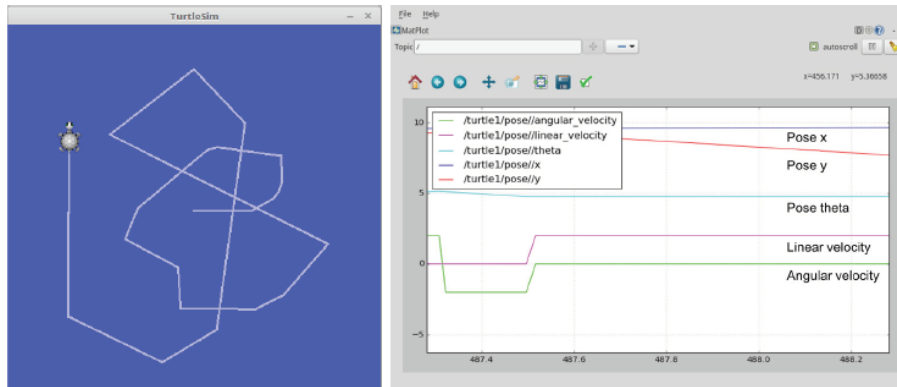 TurtleSim
File Help
MatPlot
Topic /
autoscroll
x=456.171 y=5.36658
/turtle1/pose//angular_velocity
/turtle1/pose//linear_velocity
/turtle1/pose//theta
/turtle1/pose//x
/turtle1/pose//y
10
5
0
−5
Pose x
Pose y
Pose theta
Linear velocity
Angular velocity
487.4 487.6 487.8 488.0 488.2